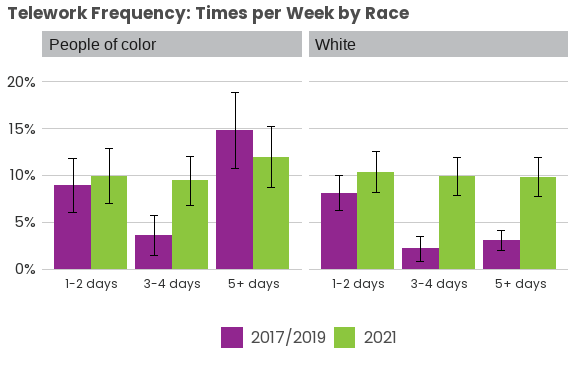 Telework Frequency: Times per Week by Race
People of color
White
20%
15%
10%
5%
0%
1-2 days
3-4 days
5+ days
1-2 days
3-4 days
5+ days
2017/2019
2021